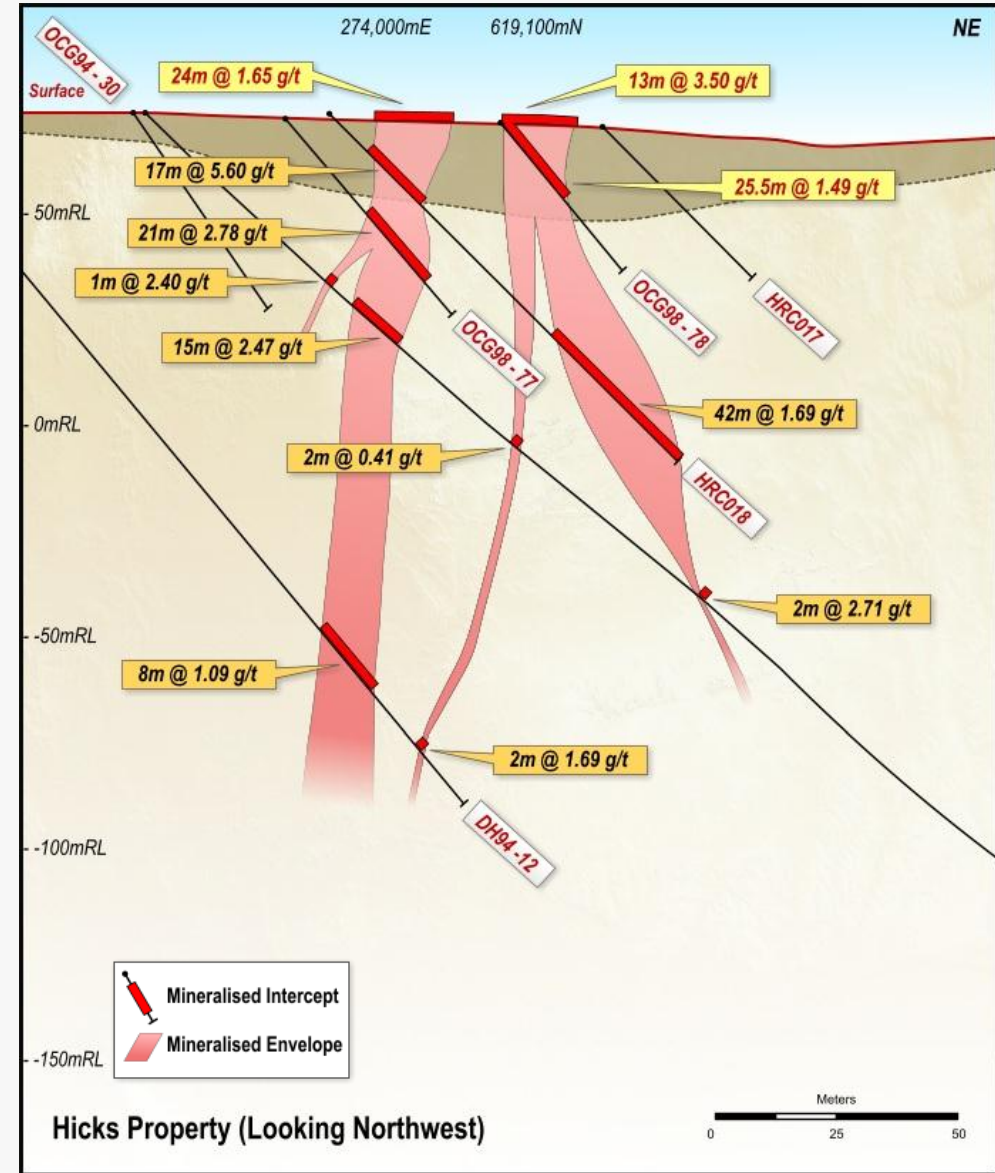 274,000mE
619,100mN
NE
OCG94 - 30
Surface
24m @ 1.65 g/t
13m @ 3.50 g/t
17m @ 5.60 g/t
25.5m @ 1.49 g/t
50mRL
21m @ 2.78 g/t
1m @ 2.40 g/t
OCG98 - 78
HRC017
15m @ 2.47 g/t
OCG98 - 77
0mRL
42m @ 1.69 g/t
2m @ 0.41 g/t
HRC018
2m @ 2.71 g/t
-50mRL
8m @ 1.09 g/t
2m @ 1.69 g/t
DH94 -12
-100mRL
Mineralised Intercept
Mineralised Envelope
-150mRL
Hicks Property (Looking Northwest)
Meters
0 25 50